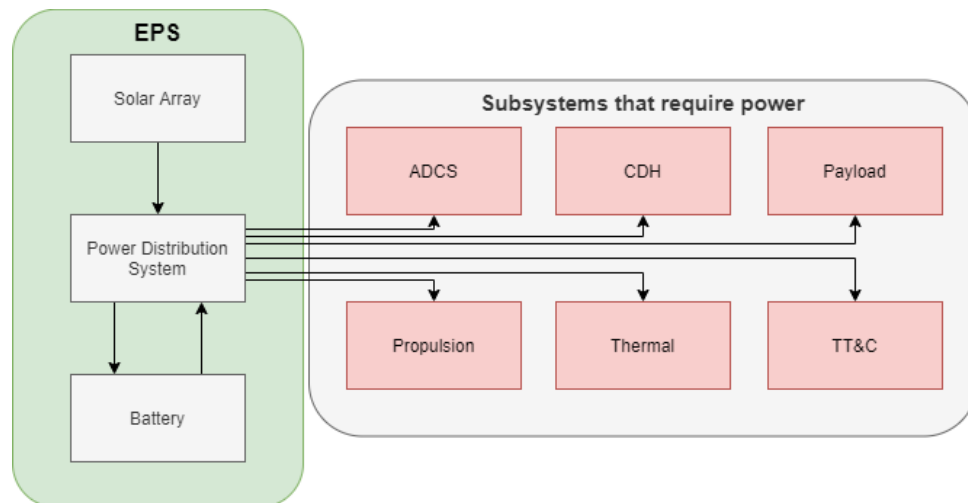 EPS
Solar Array
Power Distribution
System
Battery
Subsystems that require power
ADCS
CDH
Payload
Propulsion
Thermal
TT&C